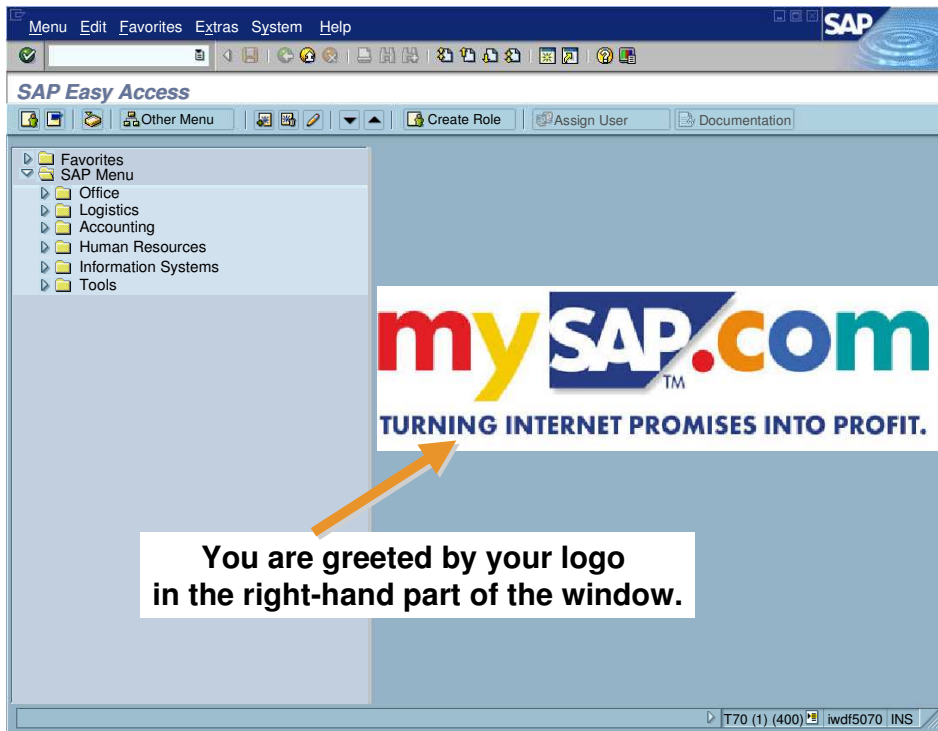 Menu Edit Favorites Extras System Help
SAP
SAP Easy Access
Other Menu Create Role Assign User Documentation
Favorites
SAP Menu
Office
Logistics
Accounting
Human Resources
Information Systems
Tools
mySAP.com
TM
TURNING INTERNET PROMISES INTO PROFIT.
You are greeted by your logo
in the right-hand part of the window.
T70 (1) (400) iwdf5070 INS